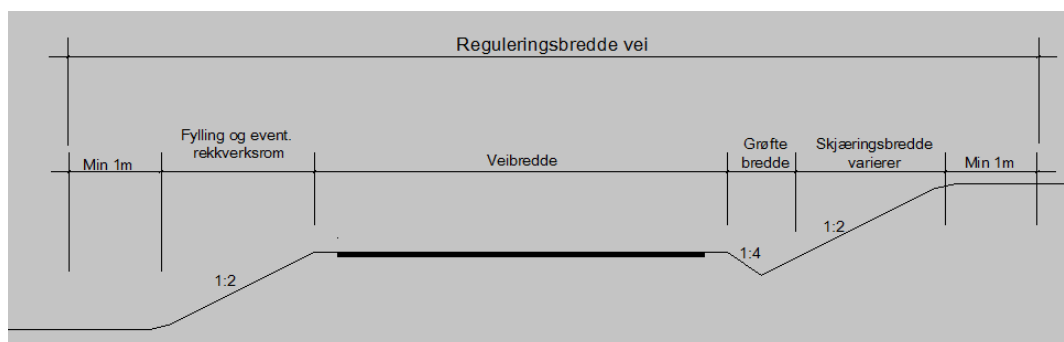 Reguleringsbredde vei
Min 1m
Fylling og event.
rekkverksrom
Veibredde
Grøfte
bredde
Skjæringsbredde
varierer
Min 1m
1:2
1:4
1:2